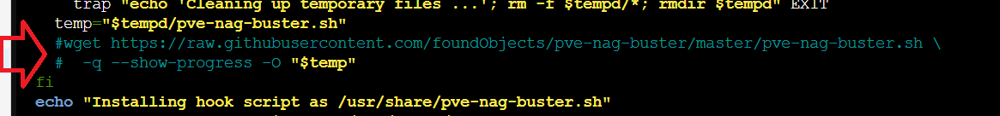 trap "echo 'Cleaning up temporary files ...'; rm -f $tempd/*; rmdir $tempd" EXIT
temp="$tempd/pve-nag-buster.sh"
#wget https://raw.githubusercontent.com/foundObjects/pve-nag-buster/master/pve-nag-buster.sh \
#  -q --show-progress -O "$temp"
fi
echo "Installing hook script as /usr/share/pve-nag-buster.sh"